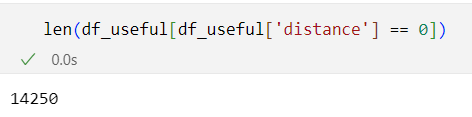 len(df_useful[df_useful['distance'] == 0])
0.0s
14250